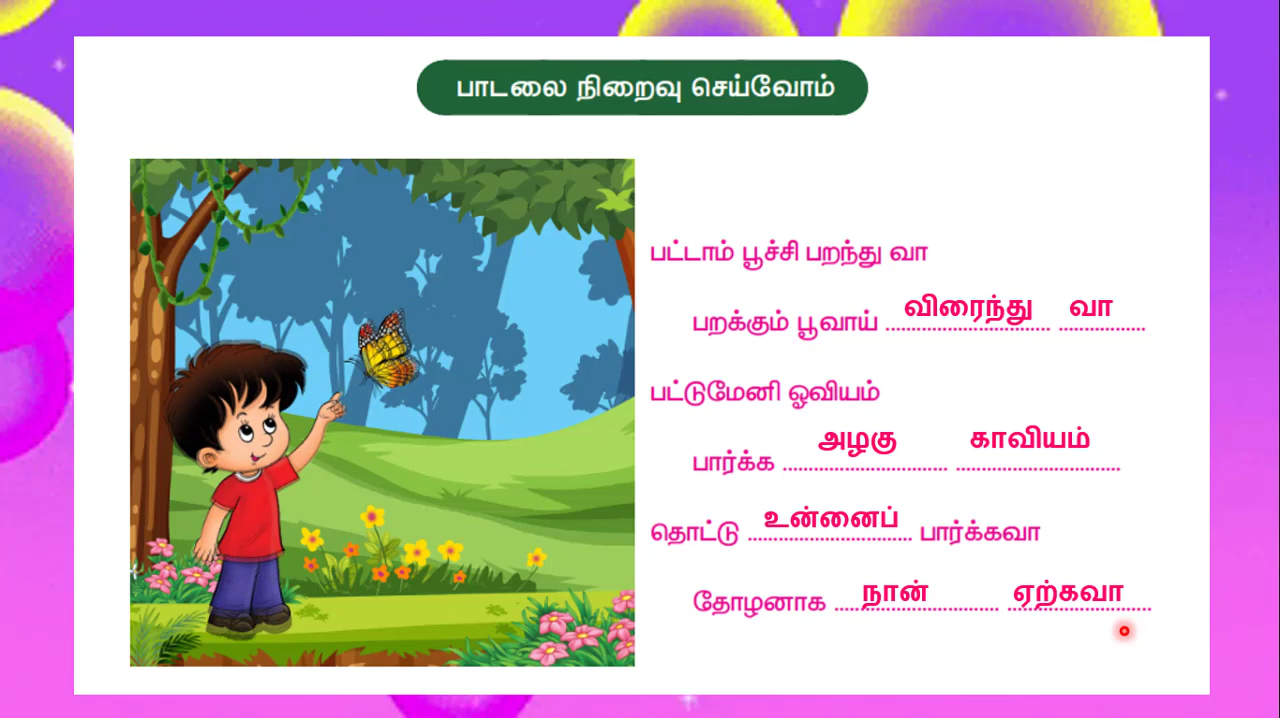 பாடலை நிறைவு செய்வோம்
பட்டாம் பூச்சி பறந்து வா
பறக்கும் பூவாய் விரைந்து வா
பட்டுமேனி ஓவியம்
பார்க்க அழகு காவியம்
தொட்டு உன்னைப் பார்க்கவா
தோழனாக நான் ஏற்கவா